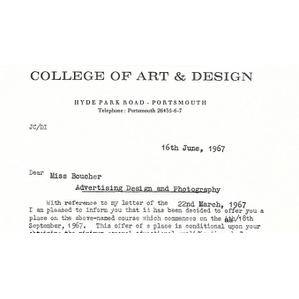 COLLEGE OF ART & DESIGN
HYDE PARK ROAD - PORTSMOUTH
Telephone: Portsmouth 26435-6-7
JC/DI
16th June, 1967
Dear Miss Boucher
Advertising Design and Photography
With reference to my letter of the 22nd March, 1967
I am pleased to inform you that it has been decided to offer you a
place on the above-named course which commences on the /18th
September, 1967. This offer of a place is conditional upon your